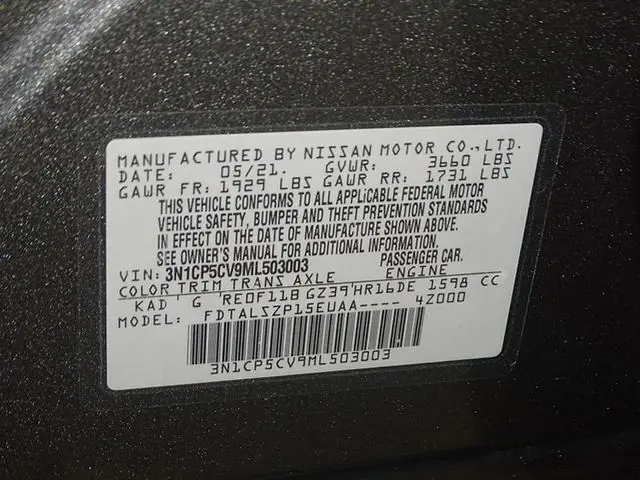 MANUFACTURED BY NISSAN MOTOR CO., LTD.
DATE: 05/21. GVWR: 3660 LBS
GAWR FR: 1929 LBS GAWR RR: 1731 LBS
THIS VEHICLE CONFORMS TO ALL APPLICABLE FEDERAL MOTOR
VEHICLE SAFETY, BUMPER AND THEFT PREVENTION STANDARDS
IN EFFECT ON THE DATE OF MANUFACTURE SHOWN ABOVE.
SEE OWNER'S MANUAL FOR ADDITIONAL INFORMATION.
VIN: 3N1CP5CV9ML503003 PASSENGER CAR.
COLOR TRIM TRANS AXLE ENGINE
KAD G RE0F11B GZ39 HR16DE 1598 CC
MODEL: FDTALSZP15EUAA---- 4Z000
3N1CP5CV9ML503003